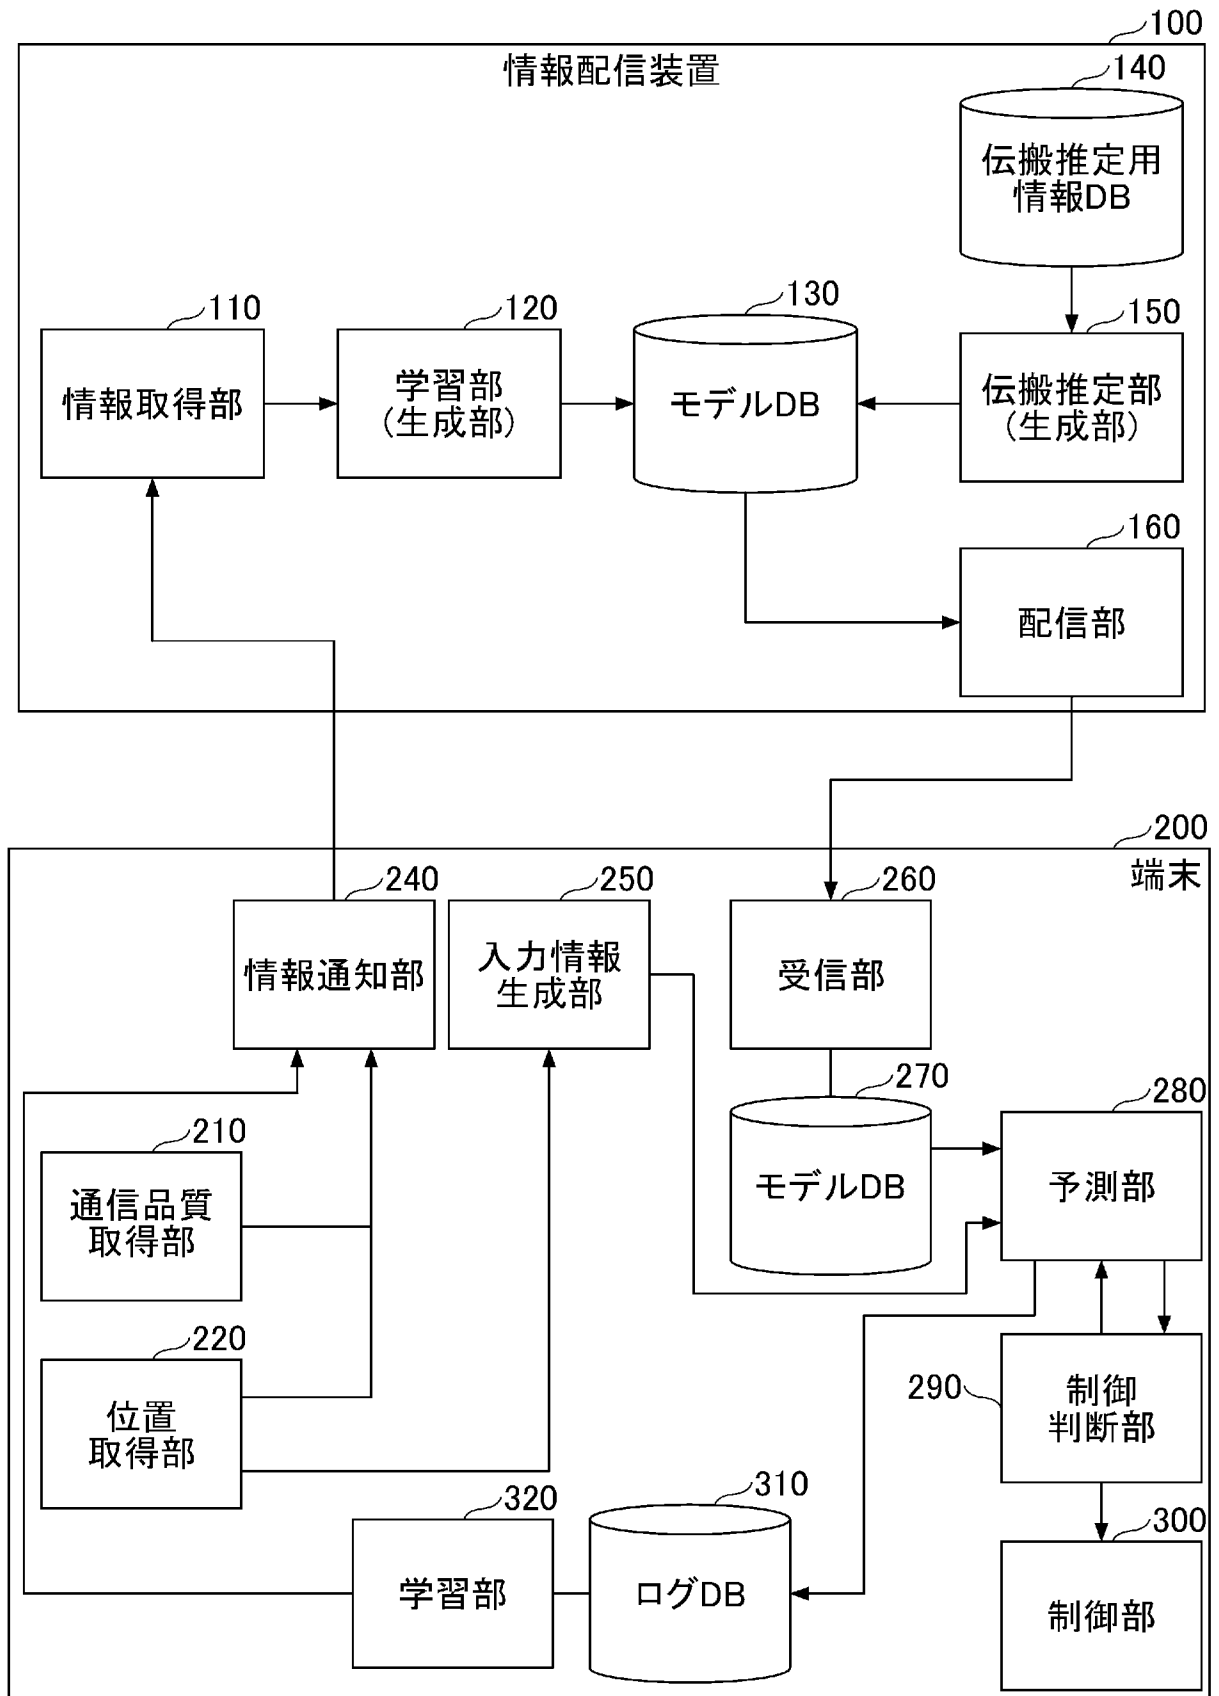 100
情報配信装置
140
伝搬推定用
情報DB
110
120
130
150
情報取得部
学習部
(生成部)
モデルDB
伝搬推定部
(生成部)
160
配信部
200
端末
240
250
260
情報通知部
入力情報
生成部
受信部
270
280
210
通信品質
取得部
モデルDB
予測部
220
位置
取得部
290
制御
判断部
320
310
300
学習部
ログDB
制御部